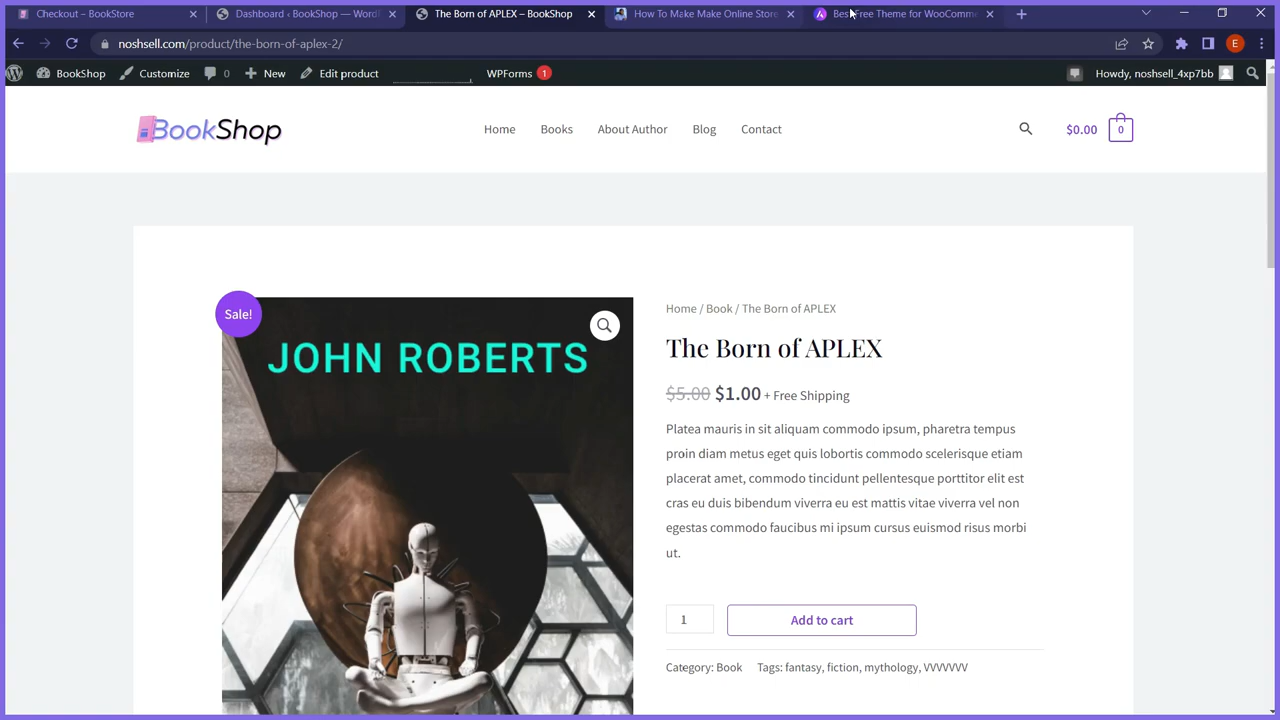 Checkout – BookStore
Dashboard ‹ BookShop — Word
The Born of APLEX – BookShop
How To Make Make Online Store
Best Free Theme for WooComme
noshsell.com/product/the-born-of-aplex-2/
E
BookShop
Customize
0
New
Edit product
WPForms 1
Howdy, noshsell_4xp7bb
BookShop
Home
Books
About Author
Blog
Contact
$0.00
0
Sale!
JOHN ROBERTS
Home / Book / The Born of APLEX
The Born of APLEX
$5.00 $1.00 + Free Shipping
Platea mauris in sit aliquam commodo ipsum, pharetra tempus
proin diam metus eget quis lobortis commodo scelerisque etiam
placerat amet, commodo tincidunt pellentesque porttitor elit est
cras eu duis bibendum viverra eu est mattis vitae viverra vel non
egestas commodo faucibus mi ipsum cursus euismod risus morbi
ut.
1
Add to cart
Category: Book
Tags: fantasy, fiction, mythology, VVVVVVV